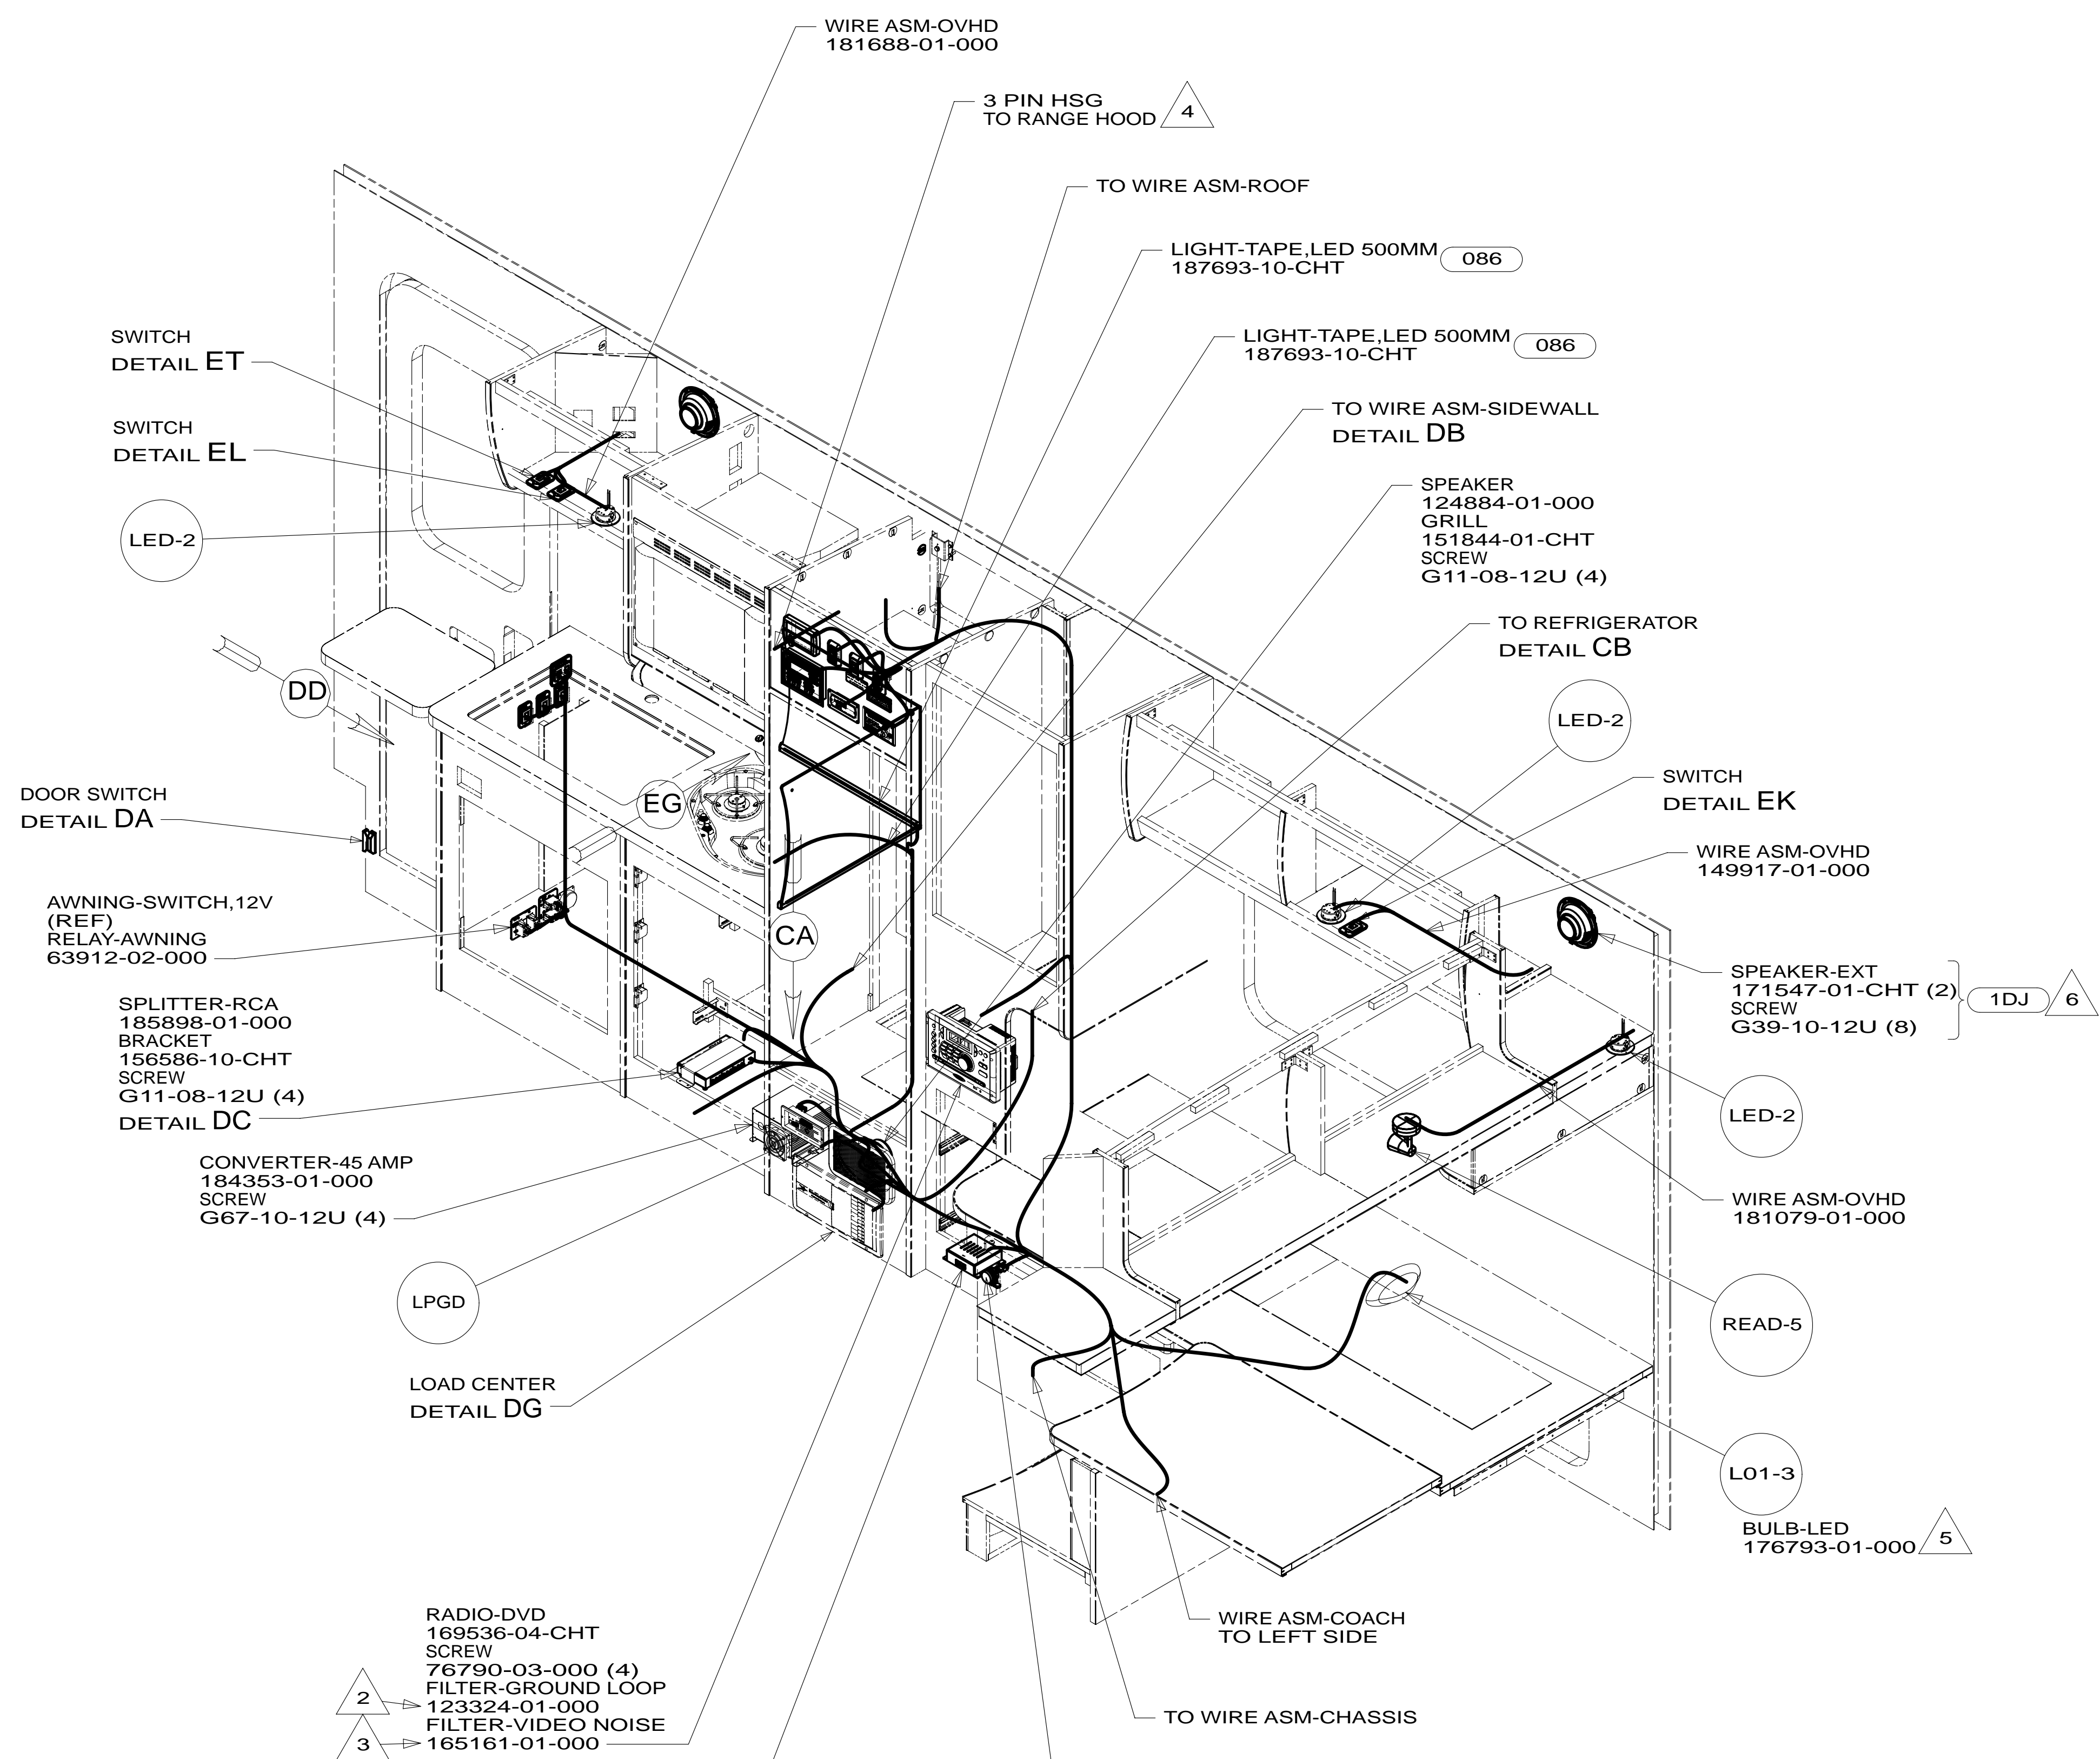 WIRE ASM-OVHD
181688-01-000
3 PIN HSG
TO RANGE HOOD
4
TO WIRE ASM-ROOF
LIGHT-TAPE,LED 500MM
187693-10-CHT
086
LIGHT-TAPE,LED 500MM
187693-10-CHT
086
TO WIRE ASM-SIDEWALL
DETAIL DB
SPEAKER
124884-01-000
GRILL
151844-01-CHT
SCREW
G11-08-12U (4)
TO REFRIGERATOR
DETAIL CB
LED-2
SWITCH
DETAIL EK
WIRE ASM-OVHD
149917-01-000
SPEAKER-EXT
171547-01-CHT (2)
SCREW
G39-10-12U (8)
1DJ
6
LED-2
WIRE ASM-OVHD
181079-01-000
READ-5
L01-3
BULB-LED
176793-01-000
5
SWITCH
DETAIL ET
SWITCH
DETAIL EL
LED-2
DD
EG
CA
DOOR SWITCH
DETAIL DA
AWNING-SWITCH,12V
(REF)
RELAY-AWNING
63912-02-000
SPLITTER-RCA
185898-01-000
BRACKET
156586-10-CHT
SCREW
G11-08-12U (4)
DETAIL DC
CONVERTER-45 AMP
184353-01-000
SCREW
G67-10-12U (4)
LPGD
LOAD CENTER
DETAIL DG
RADIO-DVD
169536-04-CHT
SCREW
76790-03-000 (4)
FILTER-GROUND LOOP
2
123324-01-000
FILTER-VIDEO NOISE
3
165161-01-000
WIRE ASM-COACH
TO LEFT SIDE
TO WIRE ASM-CHASSIS